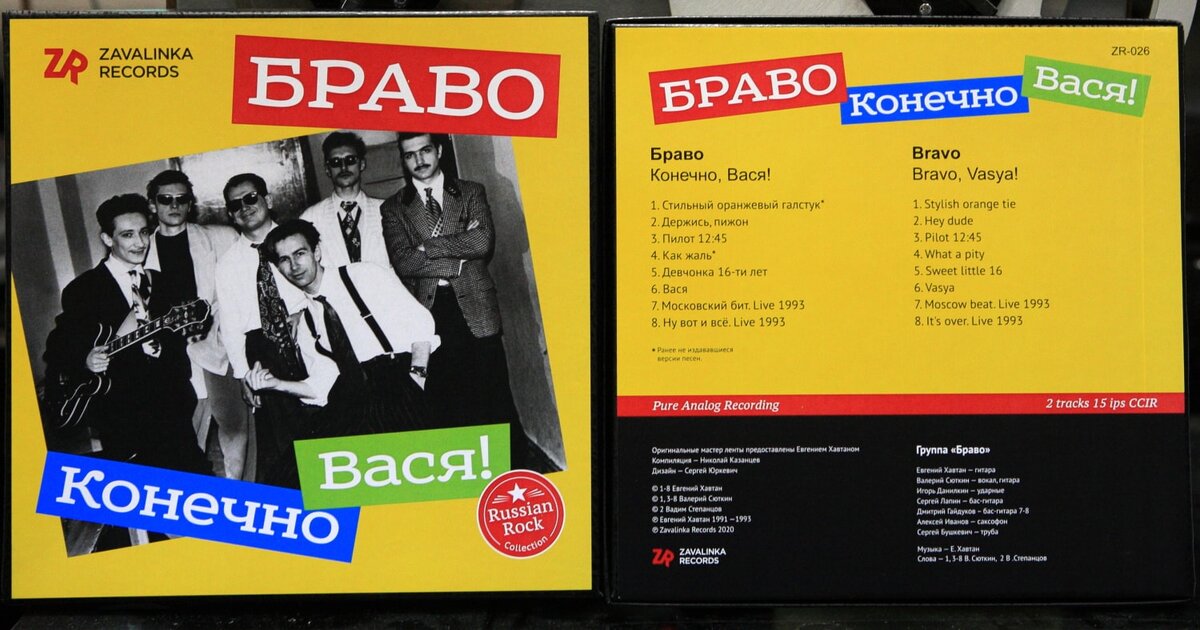 ZR ZAVALINKA
RECORDS
БРАВО
Конечно
Вася!
Russian
Rock
Collection
ZR-026
БРАВО Конечно Вася!
Браво
Конечно, Вася!
1. Стильный оранжевый галстук*
2. Держись, пижон
3. Пилот 12:45
4. Как жаль*
5. Девчонка 16-ти лет
6. Вася
7. Московский бит. Live 1993
8. Ну вот и всё. Live 1993
* Ранее не издававшиеся
версии песен.
Bravo
Bravo, Vasya!
1. Stylish orange tie
2. Hey dude
3. Pilot 12:45
4. What a pity
5. Sweet little 16
6. Vasya
7. Moscow beat. Live 1993
8. It's over. Live 1993
Pure Analog Recording
2 tracks 15 ips CCIR
Оригинальные мастер ленты предоставлены Евгением Хавтаном
Компиляция — Николай Казанцев
Дизайн — Сергей Юркевич
© 1-8 Евгений Хавтан
© 1, 3-8 Валерий Сюткин
© 2 Вадим Степанцов
℗ Евгений Хавтан 1991 —1993
℗ Zavalinka Records 2020
ZR ZAVALINKA
RECORDS
Группа «Браво»
Евгений Хавтан — гитара
Валерий Сюткин — вокал, гитара
Игорь Данилкин — ударные
Сергей Лапин — бас-гитара
Дмитрий Гайдуков – бас-гитара 7-8
Алексей Иванов — саксофон
Сергей Бушкевич — труба
Музыка — Е. Хавтан
Слова — 1, 3-8 В. Сюткин, 2 В .Степанцов